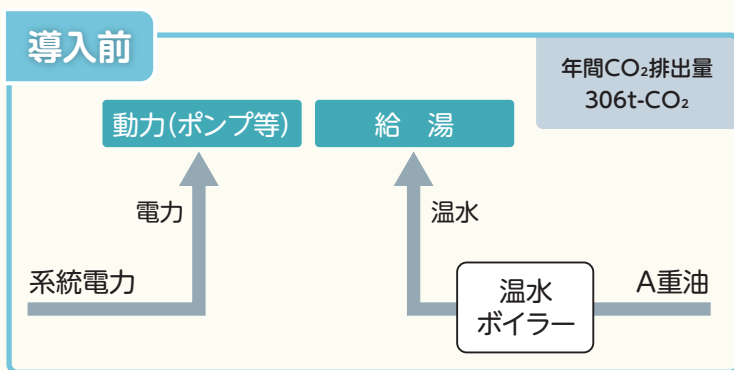 導入前
年間CO₂排出量
306t-CO₂
動力(ポンプ等)
給 湯
電力
温水
系統電力
温水
ボイラー
A重油